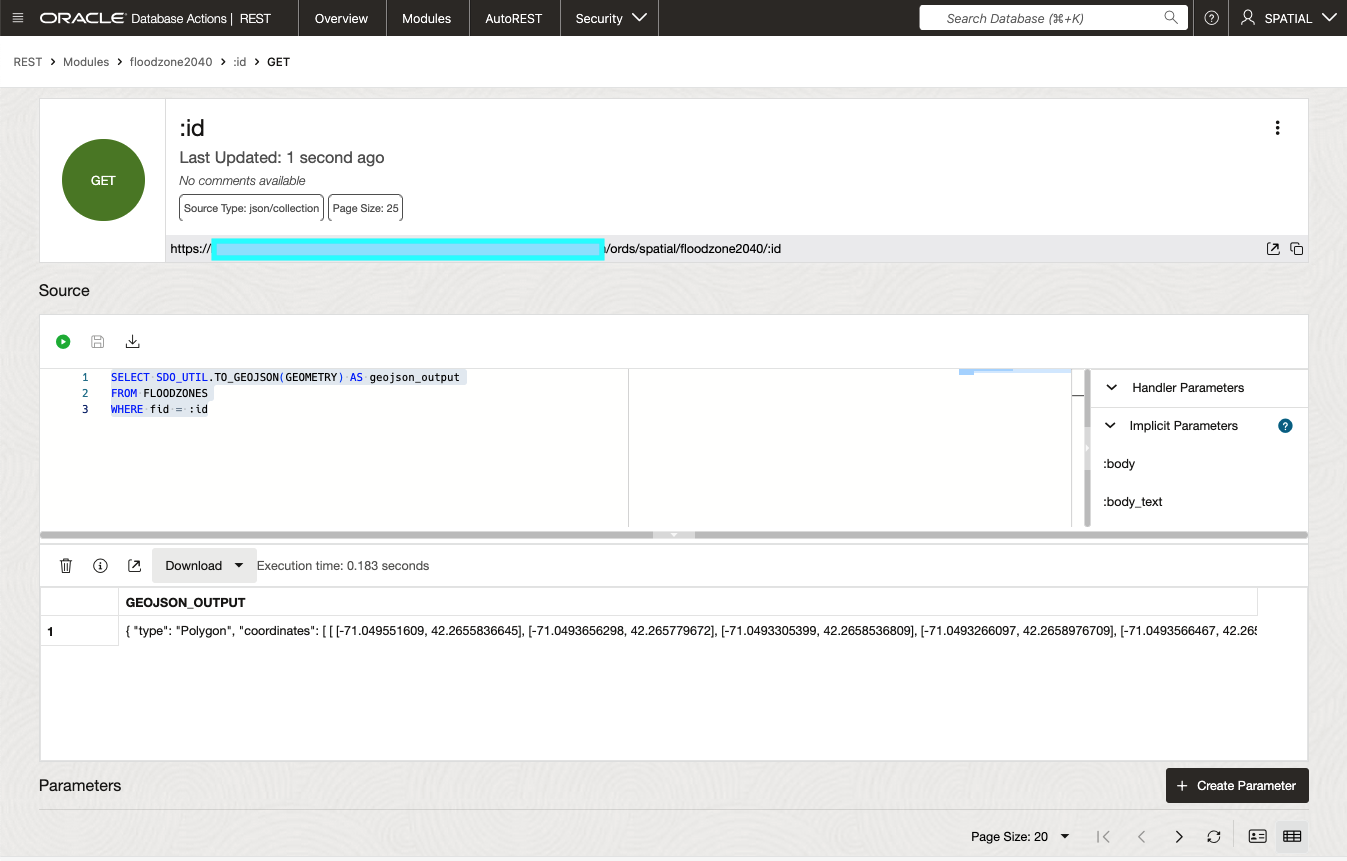 ORACLE Database Actions | REST Overview Modules AutoREST Security Search Database (⌘+K) SPATIAL
REST > Modules > floodzone2040 > :id > GET
GET
:id
Last Updated: 1 second ago
No comments available
Source Type: json/collection Page Size: 25
https:// /ords/spatial/floodzone2040/:id
Source
1 SELECT SDO_UTIL.TO_GEOJSON(GEOMETRY) AS geojson_output
2 FROM FLOODZONES
3 WHERE fid = :id
Handler Parameters
Implicit Parameters ?
:body
:body_text
Download Execution time: 0.183 seconds
GEOJSON_OUTPUT
1 { "type": "Polygon", "coordinates": [ [ [-71.049551609, 42.2655836645], [-71.0493656298, 42.265779672], [-71.0493305399, 42.2658536809], [-71.0493266097, 42.2658976709], [-71.0493566467, 42.265
Parameters + Create Parameter
Page Size: 20